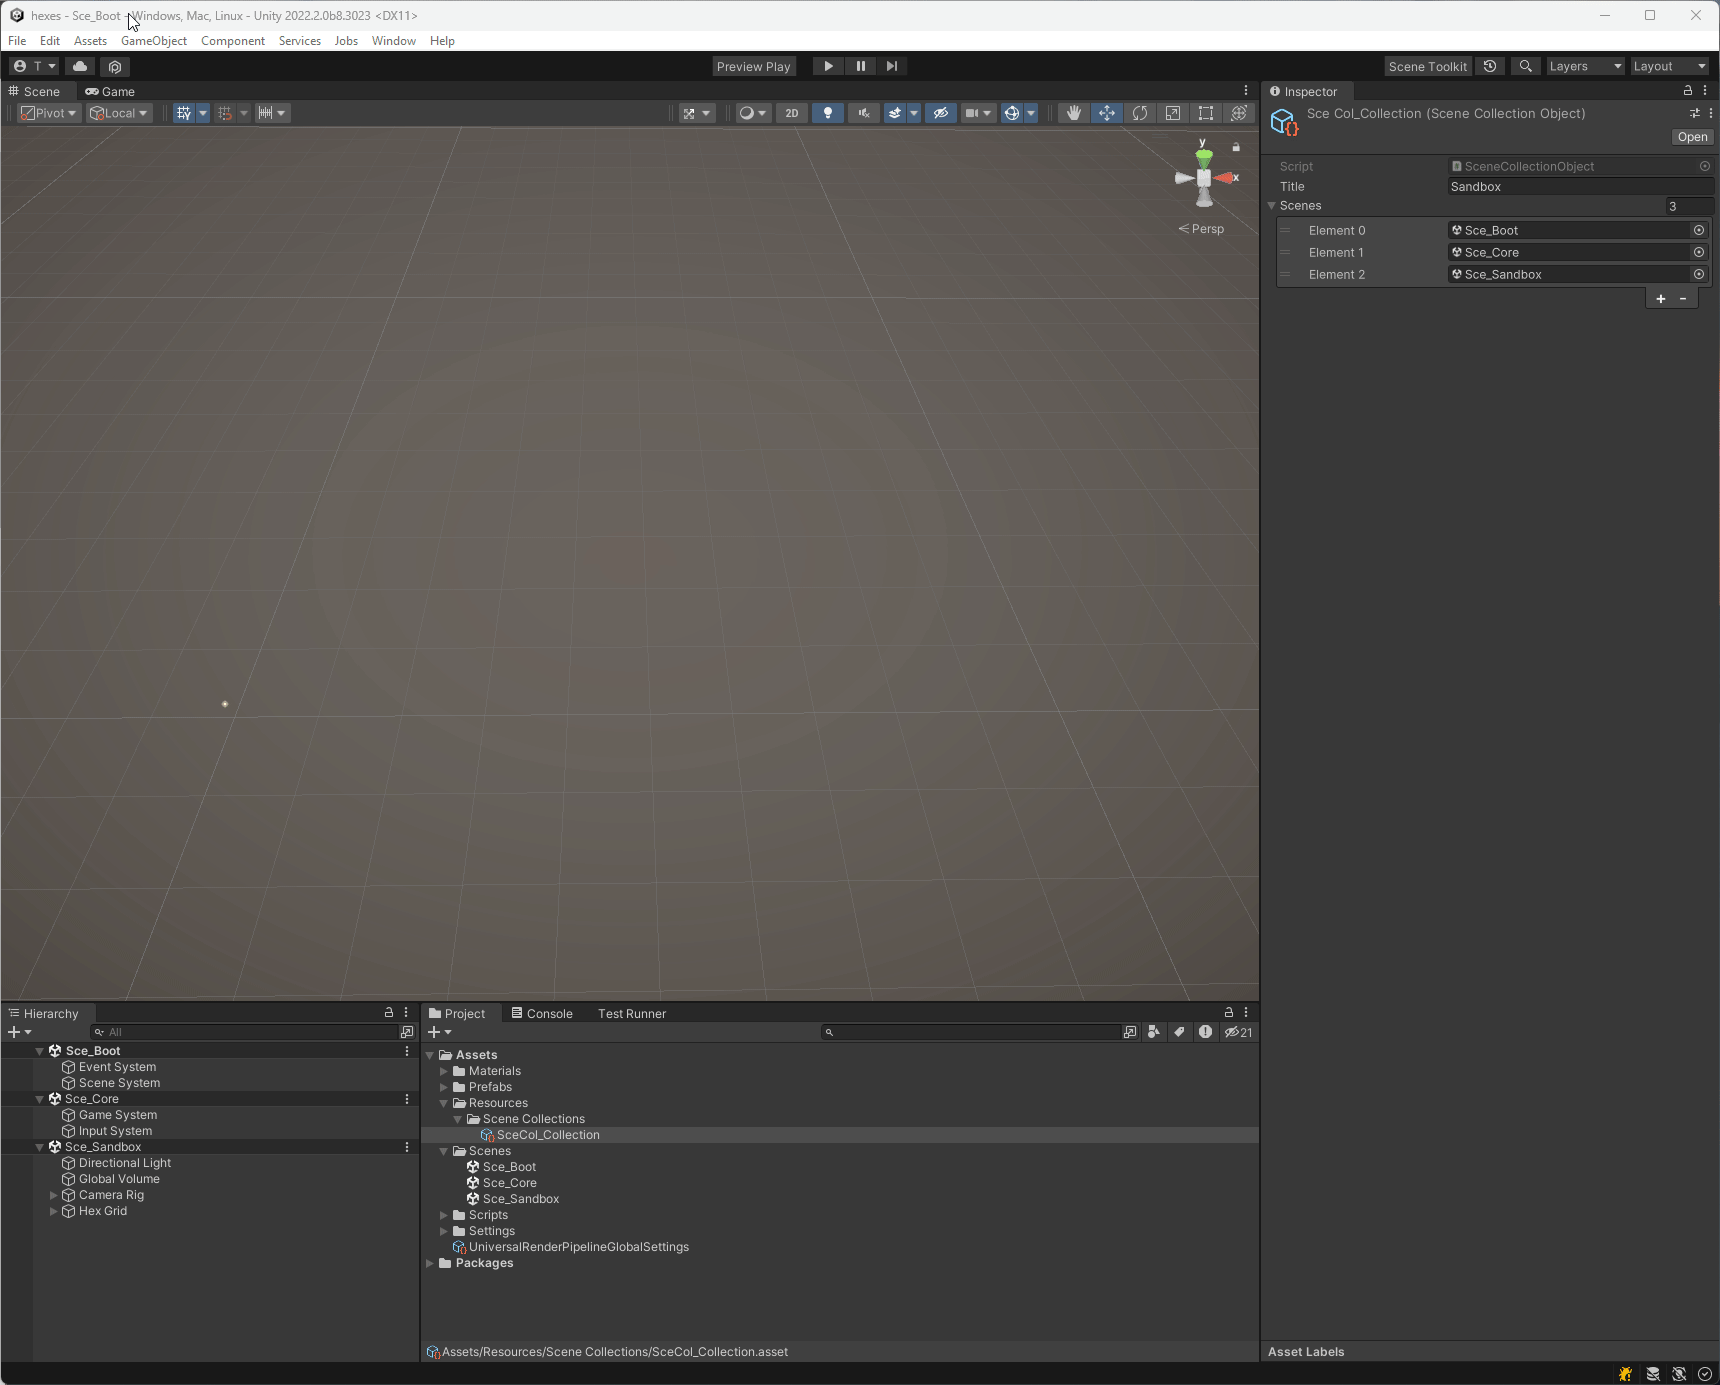 hexes - Sce_Boot - Windows, Mac, Linux - Unity 2022.2.0b8.3023 <DX11>
File Edit Assets GameObject Component Services Jobs Window Help
T Preview Play Scene Toolkit Layers Layout
Scene Game
Pivot Local 2D
y
x
Persp
Inspector
Sce Col_Collection (Scene Collection Object)
Open
Script SceneCollectionObject
Title Sandbox
Scenes 3
Element 0 Sce_Boot
Element 1 Sce_Core
Element 2 Sce_Sandbox
+ -
Hierarchy
All
Sce_Boot
Event System
Scene System
Sce_Core
Game System
Input System
Sce_Sandbox
Directional Light
Global Volume
Camera Rig
Hex Grid
Project Console Test Runner
21
Assets
Materials
Prefabs
Resources
Scene Collections
SceCol_Collection
Scenes
Sce_Boot
Sce_Core
Sce_Sandbox
Scripts
Settings
UniversalRenderPipelineGlobalSettings
Packages
Assets/Resources/Scene Collections/SceCol_Collection.asset
Asset Labels